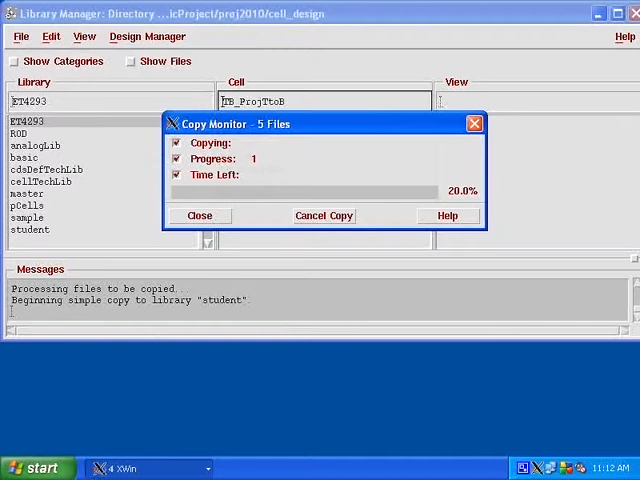 Library Manager: Directory ...icProject/proj2010/cell_design
File Edit View Design Manager Help
Show Categories Show Files
Library Cell View
ET4293 TB_ProjTtoB
ET4293
ROD
analogLib
basic
cdsDefTechLib
cellTechLib
master
pCells
sample
student
Copy Monitor - 5 Files
Copying:
Progress: 1
Time Left:
20.0%
Close Cancel Copy Help
Messages
Processing files to be copied...
Beginning simple copy to library "student".
start 4 XWin 11:12 AM